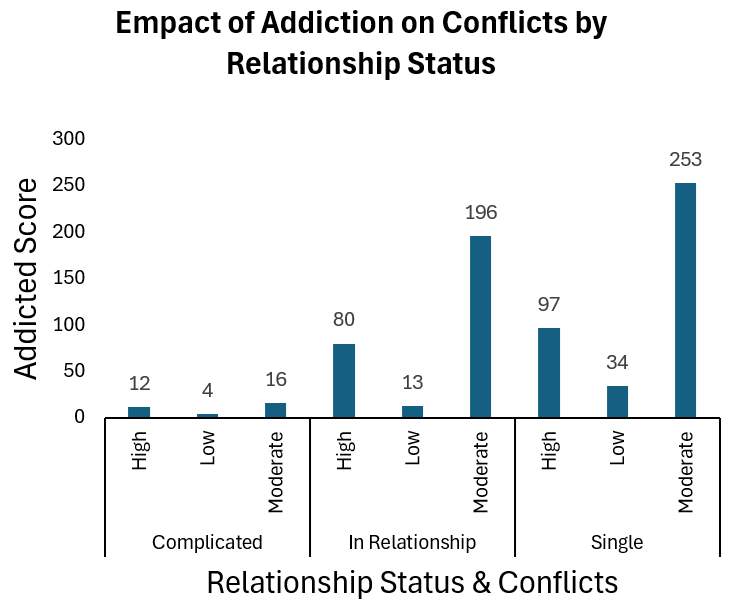 Empact of Addiction on Conflicts by
Relationship Status
300
250
200
150
100
50
0
Addicted Score
12
4
16
80
13
196
97
34
253
High
Low
Moderate
High
Low
Moderate
High
Low
Moderate
Complicated
In Relationship
Single
Relationship Status & Conflicts